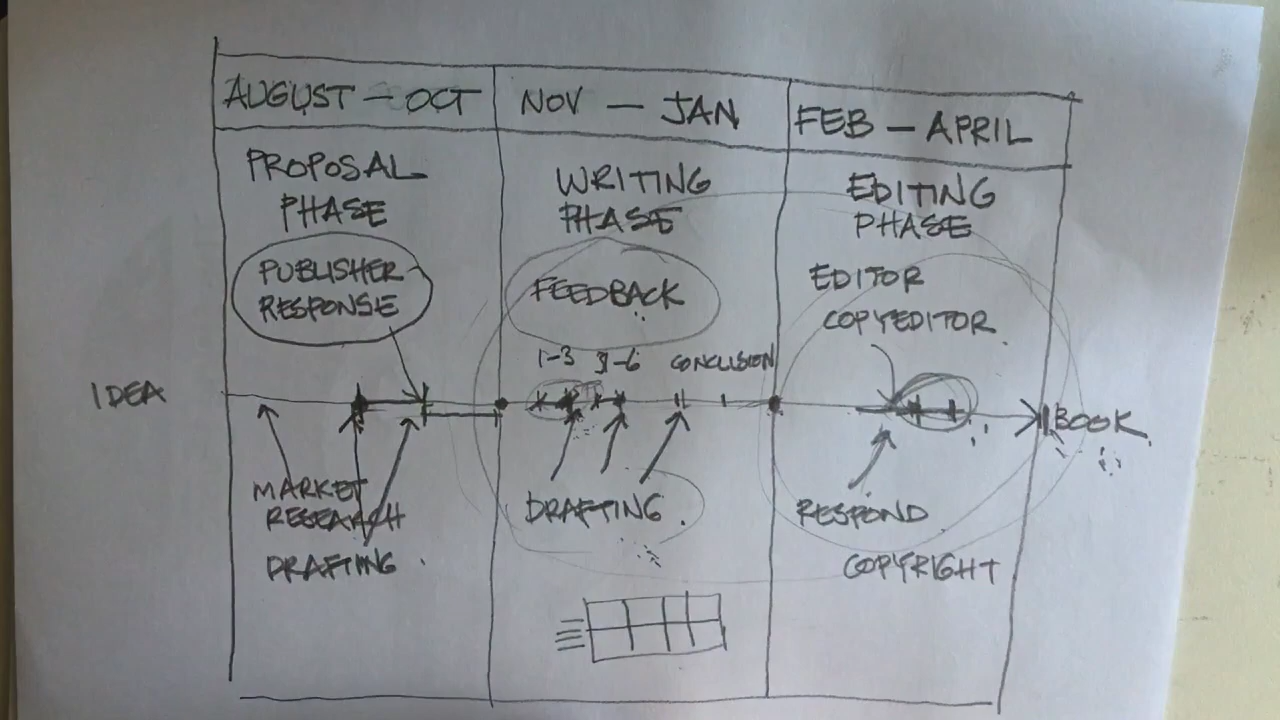 AUGUST - OCT
NOV - JAN
FEB - APRIL
PROPOSAL
PHASE
PUBLISHER
RESPONSE
WRITING
PHASE
FEEDBACK
EDITING
PHASE
EDITOR
COPYEDITOR
IDEA
1-3
-6
CONCLUSION
BOOK
MARKET
RESEARCH
DRAFTING
DRAFTING
RESPOND
COPYRIGHT